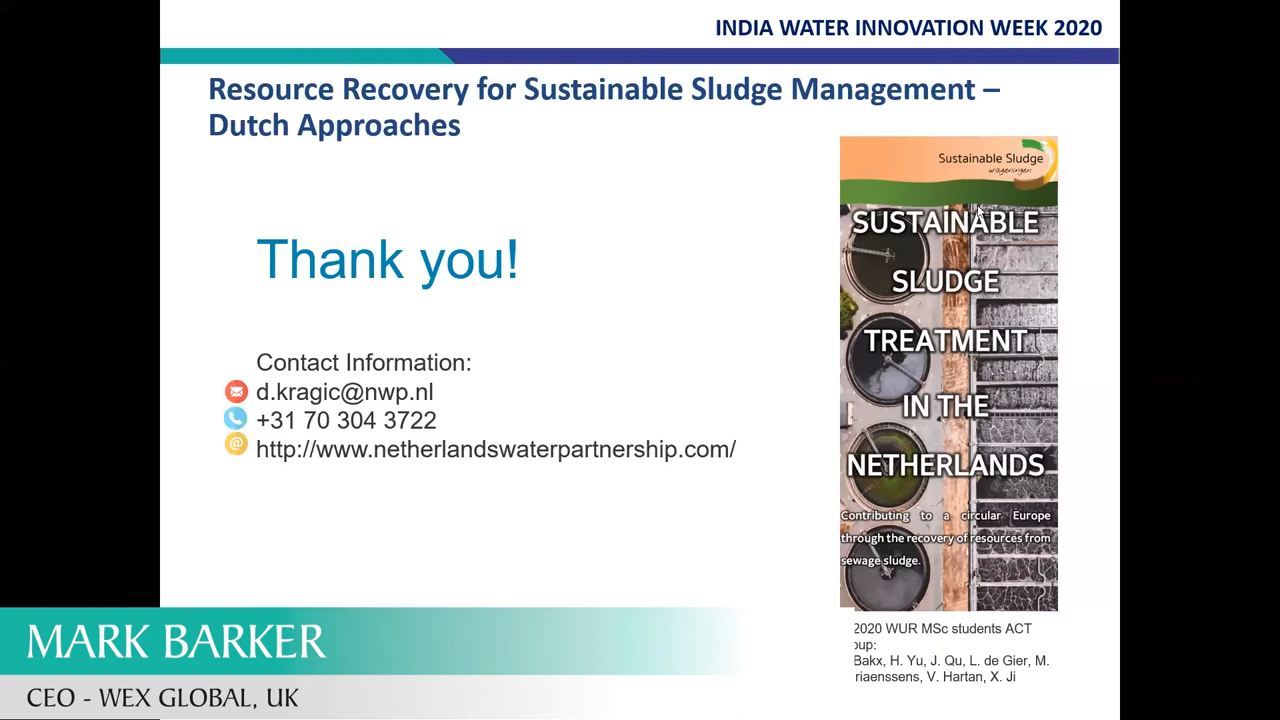 INDIA WATER INNOVATION WEEK 2020
Resource Recovery for Sustainable Sludge Management –
Dutch Approaches
Sustainable Sludge
wageningen
SUSTAINABLE
SLUDGE
TREATMENT
IN THE
NETHERLANDS
Contributing to a circular Europe
through the recovery of resources from
sewage sludge.
Thank you!
Contact Information:
d.kragic@nwp.nl
+31 70 304 3722
@ http://www.netherlandswaterpartnership.com/
2020 WUR MSc students ACT
oup:
Bakx, H. Yu, J. Qu, L. de Gier, M.
riaenssens, V. Hartan, X. Ji
MARK BARKER
CEO - WEX GLOBAL, UK